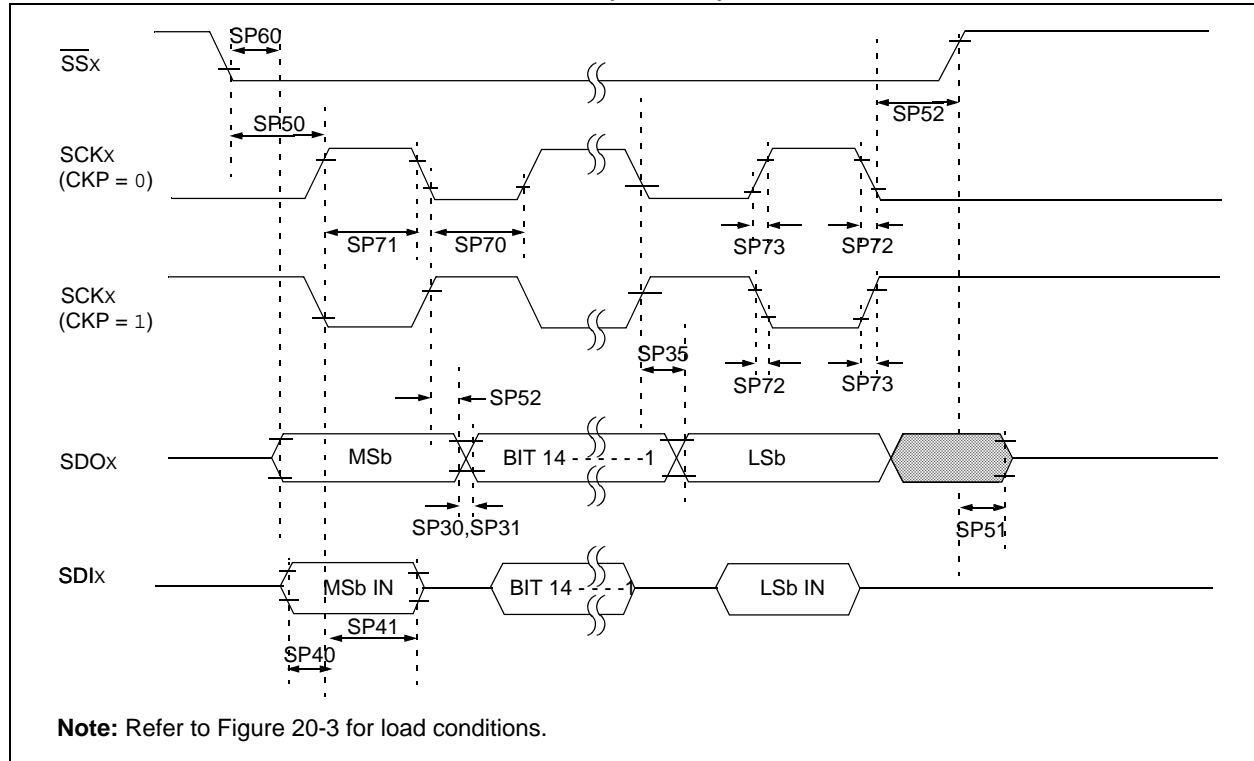 SP60
SSX
SP50
SP52
SCKX
(CKP = 0)
SP71
SP70
SP73
SP72
SCKX
(CKP = 1)
SP35
SP72
SP73
SP52
SDOX
MSb
BIT 14 - - - - - -1
LSb
SP30,SP31
SP51
SDIX
MSb IN
BIT 14 - - - -1
LSb IN
SP41
SP40
Note: Refer to Figure 20-3 for load conditions.